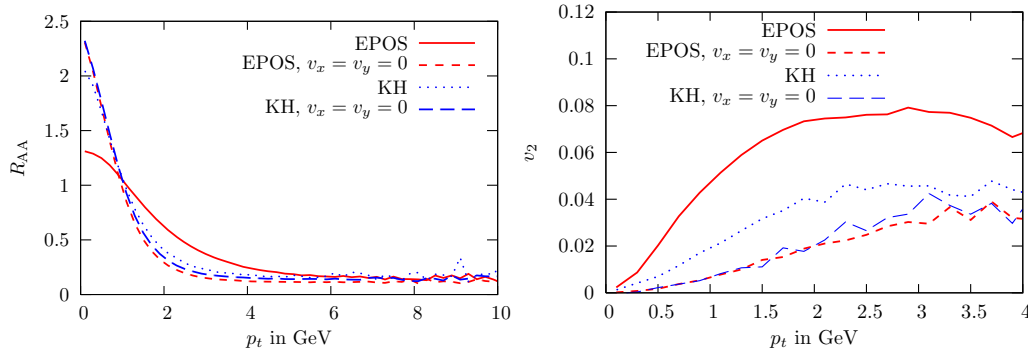 2.5
2
1.5
1
0.5
0
R_AA
0 2 4 6 8 10
p_t in GeV
EPOS
EPOS, v_x = v_y = 0
KH
KH, v_x = v_y = 0
0.12
0.1
0.08
0.06
0.04
0.02
0
v_2
0 0.5 1 1.5 2 2.5 3 3.5 4
p_t in GeV
EPOS
EPOS, v_x = v_y = 0
KH
KH, v_x = v_y = 0